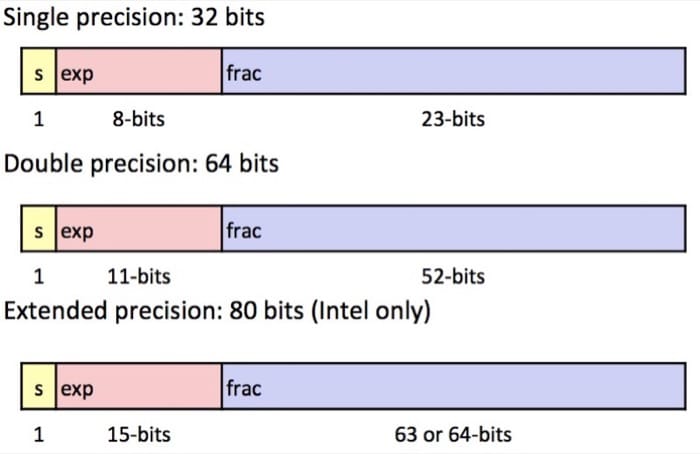 Single precision: 32 bits
s exp frac
1 8-bits 23-bits
Double precision: 64 bits
s exp frac
1 11-bits 52-bits
Extended precision: 80 bits (Intel only)
s exp frac
1 15-bits 63 or 64-bits